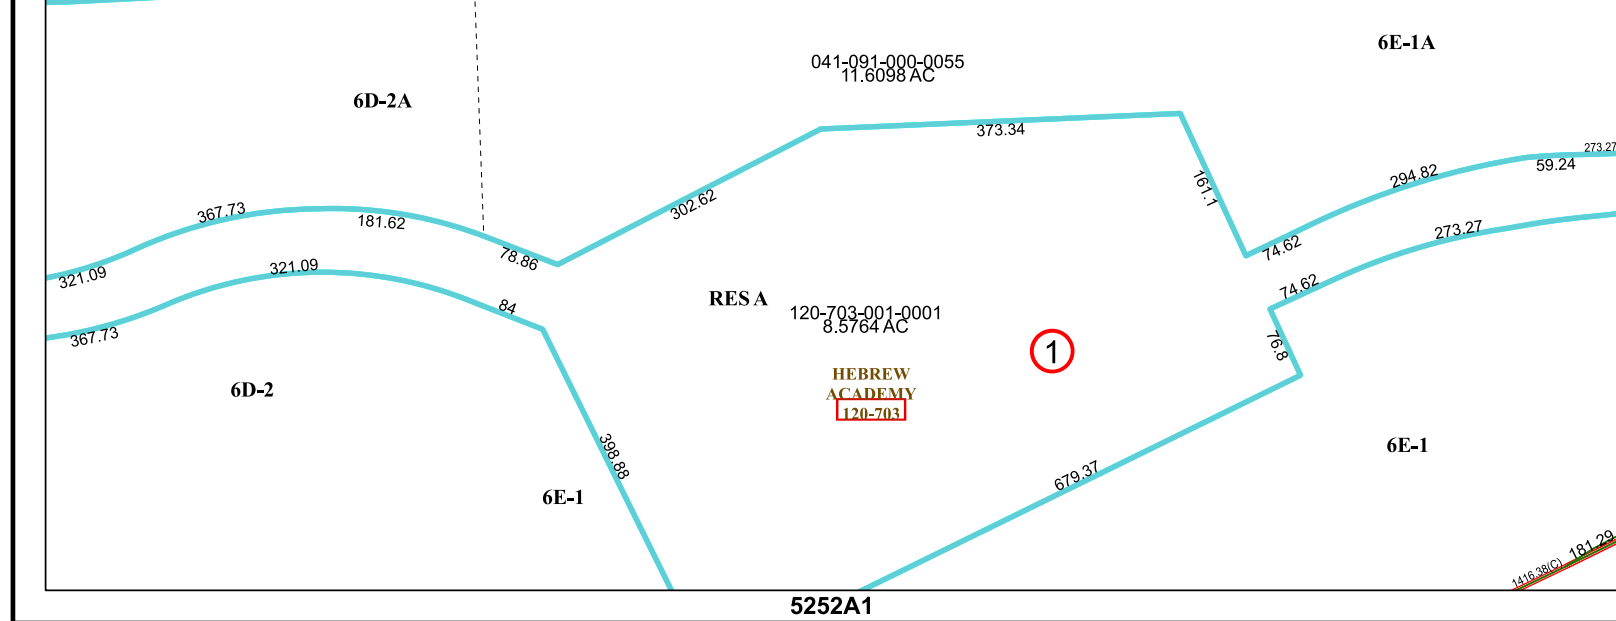 6E-1A
041-091-000-0055
11.6098 AC
6D-2A
373.34
273.27
59.24
294.82
161.1
302.62
367.73
181.62
273.27
74.62
78.86
321.09
321.09
74.62
RES A
84
120-703-001-0001
8.5764 AC
367.73
76.8
1
HEBREW
ACADEMY
120-703
6D-2
6E-1
398.88
679.37
6E-1
181.29
1416.38(C)
5252A1